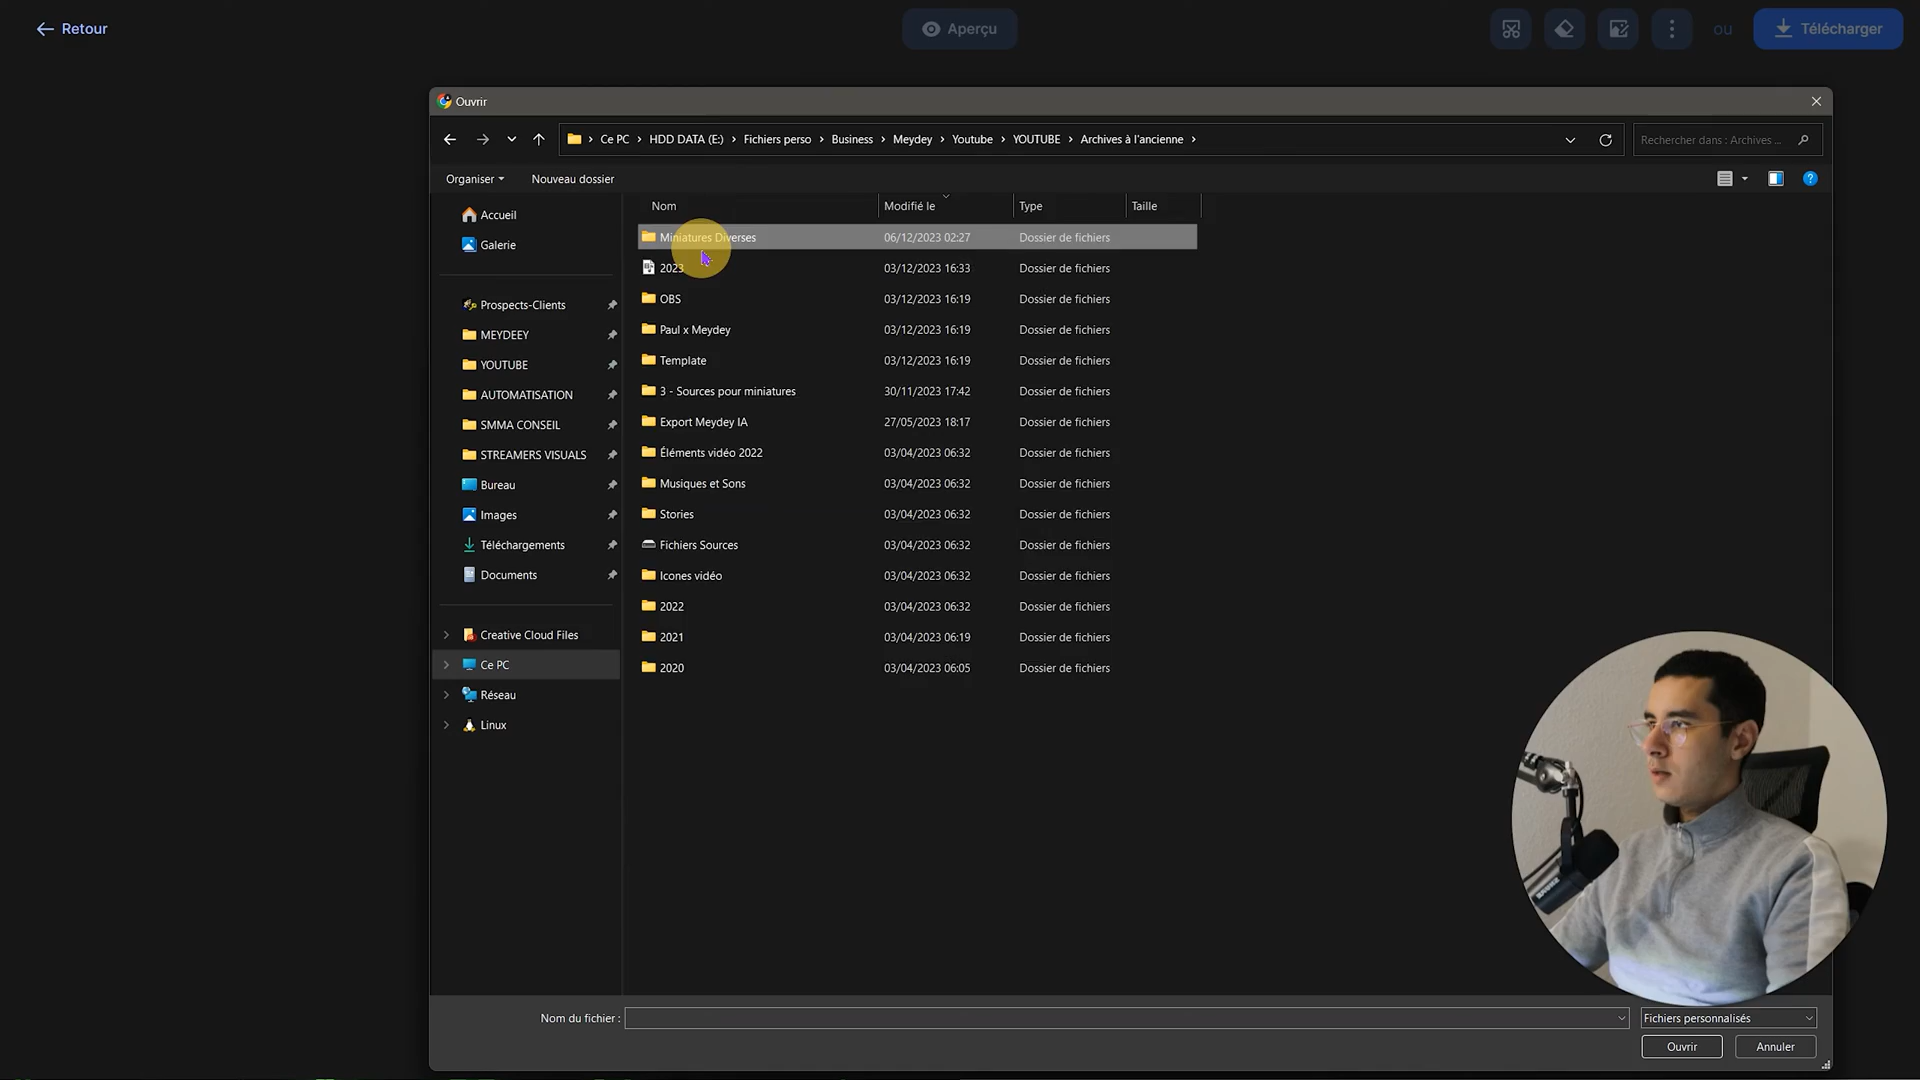 Retour
Aperçu
ou
Télécharger
Ouvrir
Ce PC
HDD DATA (E:)
Fichiers perso
Business
Meydey
Youtube
YOUTUBE
Archives à l'ancienne
Rechercher dans : Archives ...
Organiser
Nouveau dossier
Accueil
Galerie
Prospects-Clients
MEYDEEY
YOUTUBE
AUTOMATISATION
SMMA CONSEIL
STREAMERS VISUALS
Bureau
Images
Téléchargements
Documents
Creative Cloud Files
Ce PC
Réseau
Linux
Nom Modifié le Type Taille
Miniatures Diverses 06/12/2023 02:27 Dossier de fichiers
2023 03/12/2023 16:33 Dossier de fichiers
OBS 03/12/2023 16:19 Dossier de fichiers
Paul x Meydey 03/12/2023 16:19 Dossier de fichiers
Template 03/12/2023 16:19 Dossier de fichiers
3 - Sources pour miniatures 30/11/2023 17:42 Dossier de fichiers
Export Meydey IA 27/05/2023 18:17 Dossier de fichiers
Éléments vidéo 2022 03/04/2023 06:32 Dossier de fichiers
Musiques et Sons 03/04/2023 06:32 Dossier de fichiers
Stories 03/04/2023 06:32 Dossier de fichiers
Fichiers Sources 03/04/2023 06:32 Dossier de fichiers
Icones vidéo 03/04/2023 06:32 Dossier de fichiers
2022 03/04/2023 06:32 Dossier de fichiers
2021 03/04/2023 06:19 Dossier de fichiers
2020 03/04/2023 06:05 Dossier de fichiers
Nom du fichier :
Fichiers personnalisés
Ouvrir
Annuler